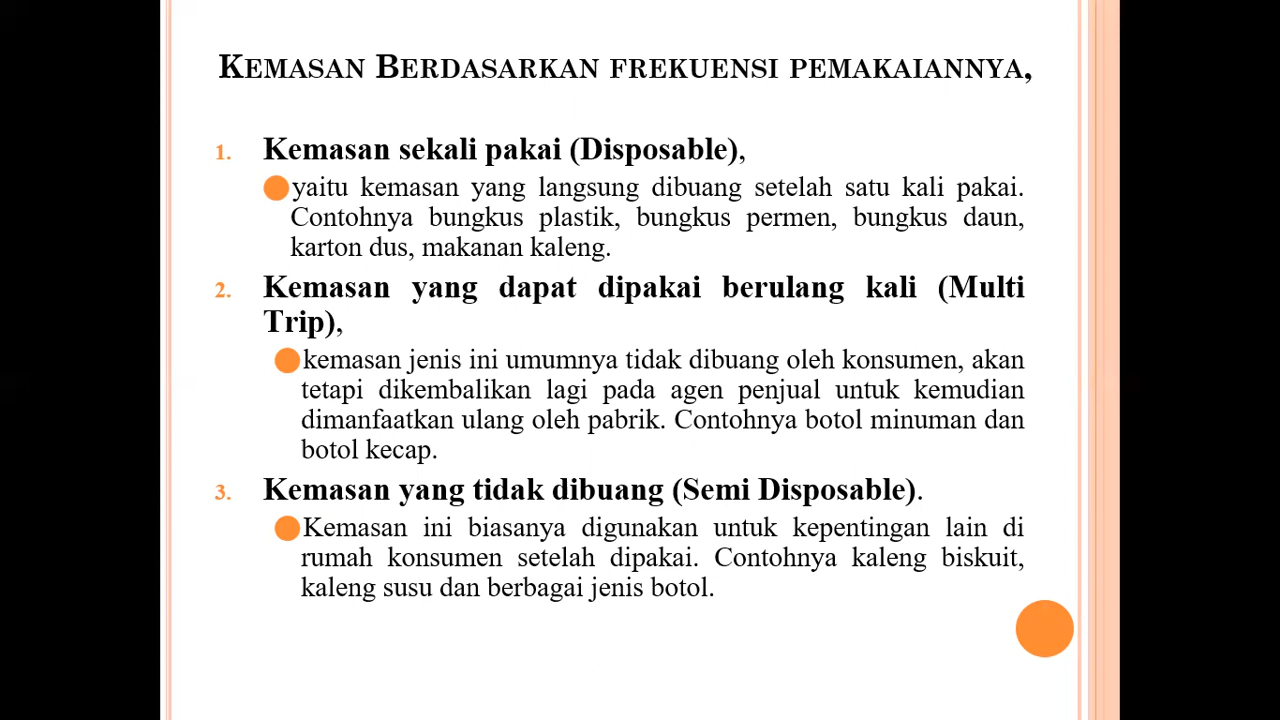 Kemasan Berdasarkan frekuensi pemakaiannya,
1. Kemasan sekali pakai (Disposable),
yaitu kemasan yang langsung dibuang setelah satu kali pakai.
Contohnya bungkus plastik, bungkus permen, bungkus daun,
karton dus, makanan kaleng.
2. Kemasan yang dapat dipakai berulang kali (Multi
Trip),
kemasan jenis ini umumnya tidak dibuang oleh konsumen, akan
tetapi dikembalikan lagi pada agen penjual untuk kemudian
dimanfaatkan ulang oleh pabrik. Contohnya botol minuman dan
botol kecap.
3. Kemasan yang tidak dibuang (Semi Disposable).
Kemasan ini biasanya digunakan untuk kepentingan lain di
rumah konsumen setelah dipakai. Contohnya kaleng biskuit,
kaleng susu dan berbagai jenis botol.